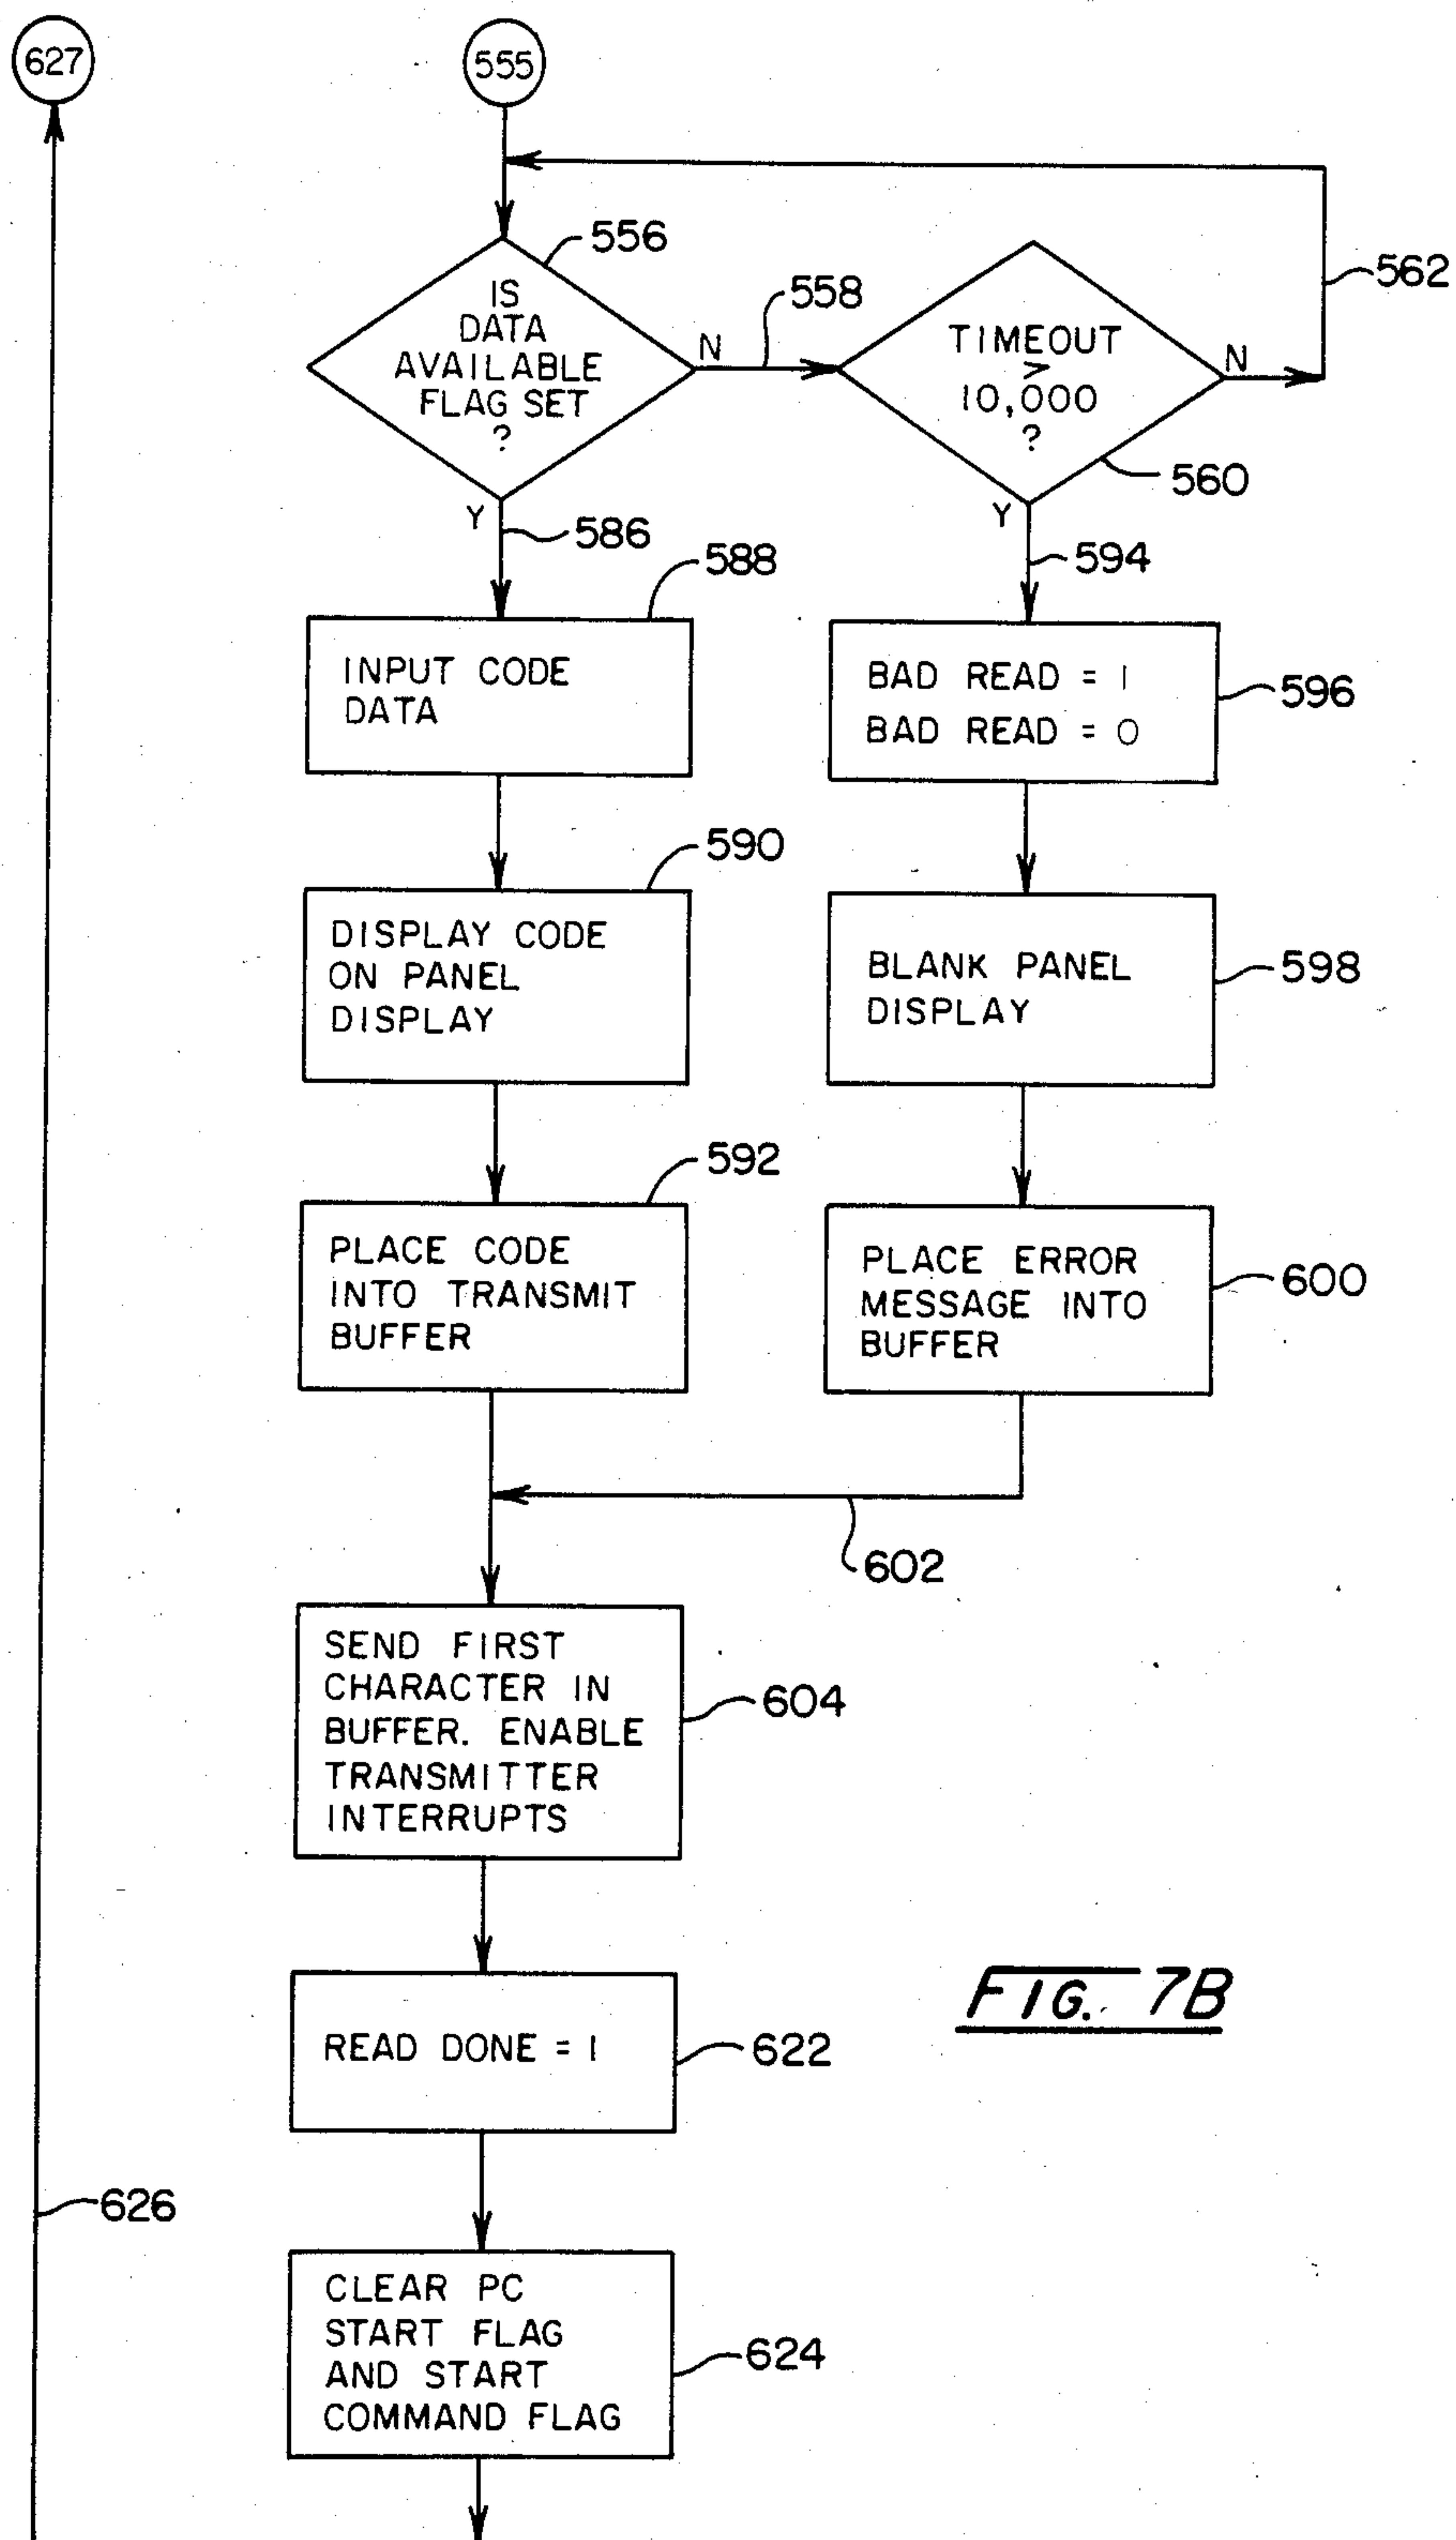 627
555
556
IS
DATA
AVAILABLE
FLAG SET
?
N
558
TIMEOUT
>
10,000
?
N
562
560
Y
586
Y
594
588
INPUT CODE
DATA
BAD READ = 1
BAD READ = 0
596
590
DISPLAY CODE
ON PANEL
DISPLAY
BLANK PANEL
DISPLAY
598
592
PLACE CODE
INTO TRANSMIT
BUFFER
PLACE ERROR
MESSAGE INTO
BUFFER
600
602
SEND FIRST
CHARACTER IN
BUFFER. ENABLE
TRANSMITTER
INTERRUPTS
604
READ DONE = 1
622
FIG. 7B
626
CLEAR PC
START FLAG
AND START
COMMAND FLAG
624